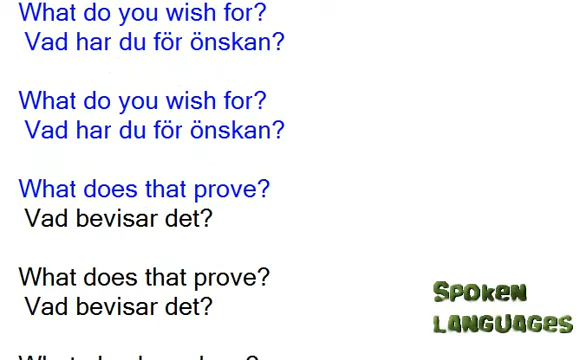 What do you wish for?
Vad har du för önskan?
What do you wish for?
Vad har du för önskan?
What does that prove?
Vad bevisar det?
What does that prove?
Vad bevisar det?
Spoken
Languages